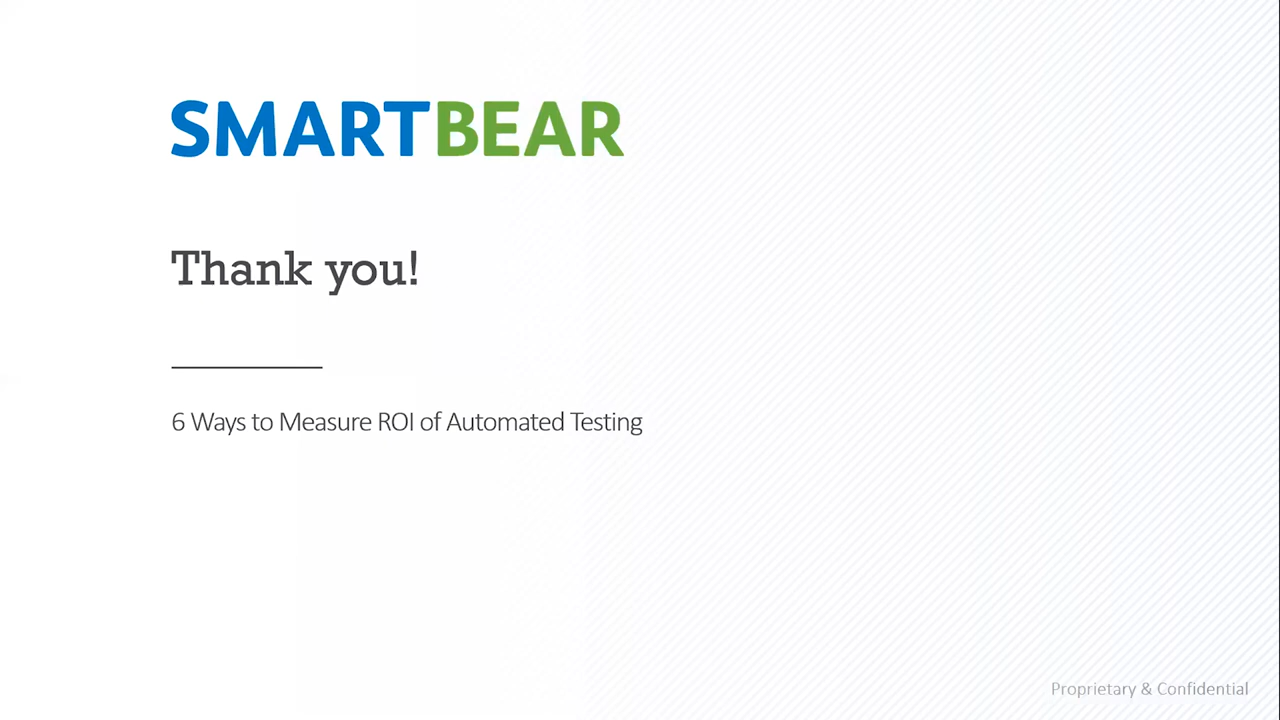 SMARTBEAR
Thank you!
6 Ways to Measure ROI of Automated Testing
Proprietary & Confidential